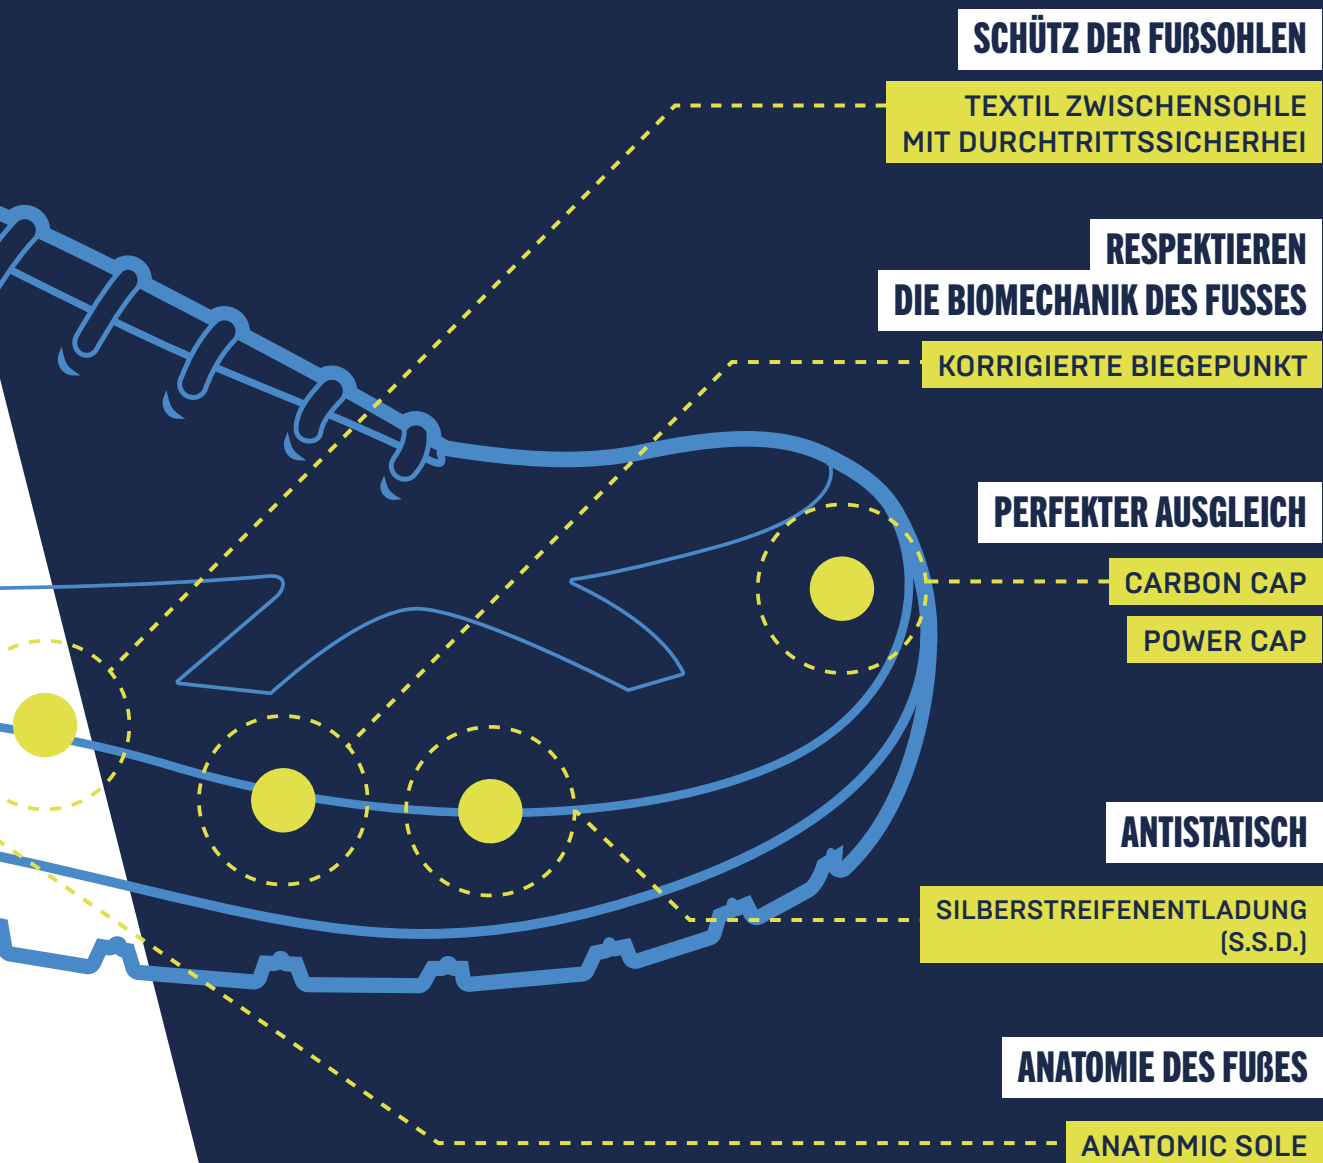 SCHÜTZ DER FUßSOHLEN
TEXTIL ZWISCHENSOHLE
MIT DURCHTRITTSSICHERHEI
RESPEKTIEREN
DIE BIOMECHANIK DES FUSSES
KORRIGIERTE BIEGEPUNKT
PERFEKTER AUSGLEICH
CARBON CAP
POWER CAP
ANTISTATISCH
SILBERSTREIFENENTLADUNG
(S.S.D.)
ANATOMIE DES FUßES
ANATOMIC SOLE